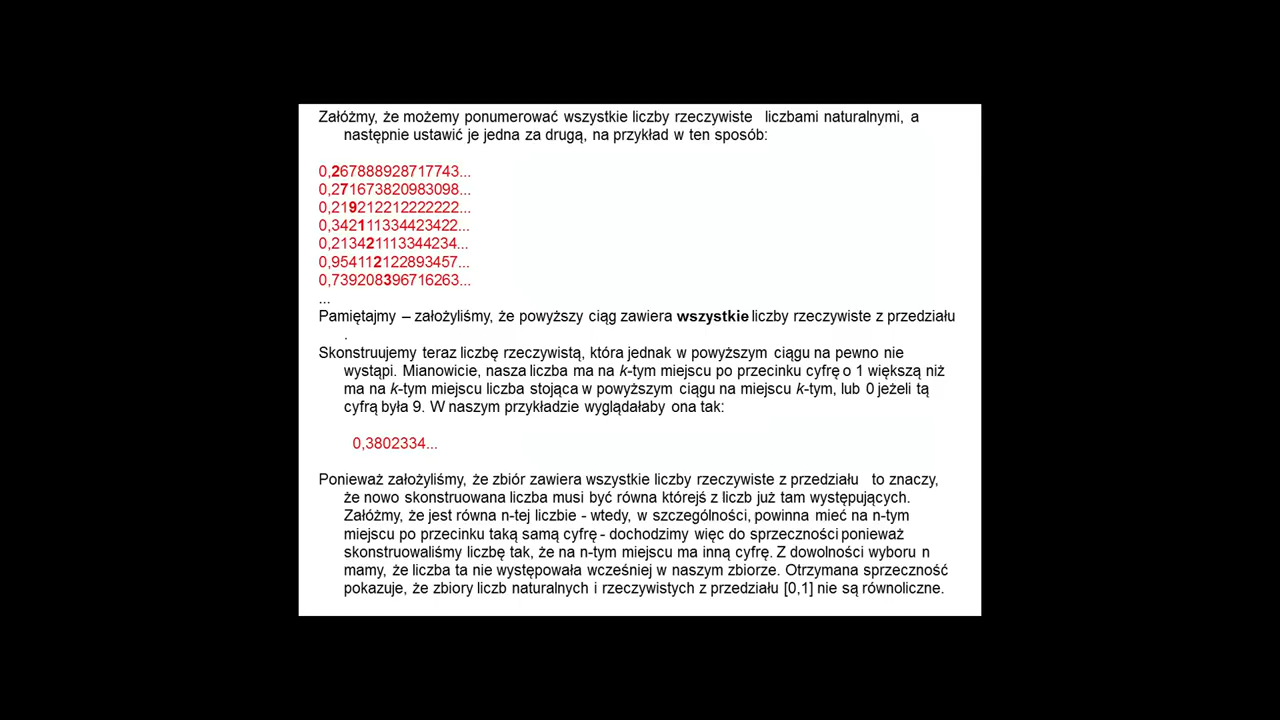 Załóżmy, że możemy ponumerować wszystkie liczby rzeczywiste liczbami naturalnymi, a
następnie ustawić je jedna za drugą, na przykład w ten sposób:
0,267888928717743...
0,271673820983098...
0,219212212222222...
0,342111334423422...
0,213421113344234...
0,954112122893457...
0,739208396716263...
...
Pamiętajmy – założyliśmy, że powyższy ciąg zawiera wszystkie liczby rzeczywiste z przedziału
.
Skonstruujemy teraz liczbę rzeczywistą, która jednak w powyższym ciągu na pewno nie
wystąpi. Mianowicie, nasza liczba ma na k-tym miejscu po przecinku cyfrę o 1 większą niż
ma na k-tym miejscu liczba stojąca w powyższym ciągu na miejscu k-tym, lub 0 jeżeli tą
cyfrą była 9. W naszym przykładzie wyglądałaby ona tak:
0,3802334...
Ponieważ założyliśmy, że zbiór zawiera wszystkie liczby rzeczywiste z przedziału to znaczy,
że nowo skonstruowana liczba musi być równa którejś z liczb już tam występujących.
Załóżmy, że jest równa n-tej liczbie - wtedy, w szczególności, powinna mieć na n-tym
miejscu po przecinku taką samą cyfrę - dochodzimy więc do sprzeczności ponieważ
skonstruowaliśmy liczbę tak, że na n-tym miejscu ma inną cyfrę. Z dowolności wyboru n
mamy, że liczba ta nie występowała wcześniej w naszym zbiorze. Otrzymana sprzeczność
pokazuje, że zbiory liczb naturalnych i rzeczywistych z przedziału [0,1] nie są równoliczne.